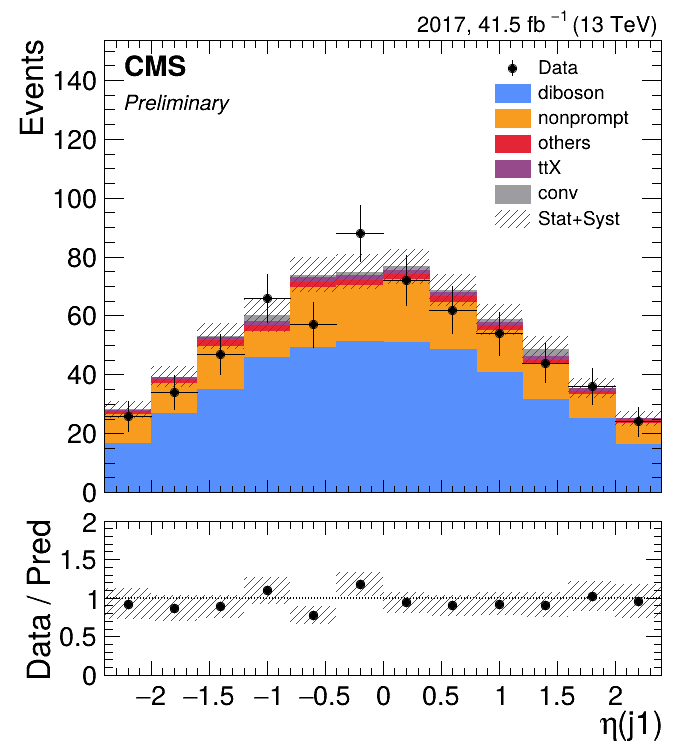 2017, 41.5 fb⁻¹ (13 TeV)
CMS
Preliminary
Data
diboson
nonprompt
others
ttX
conv
Stat+Syst
Events
140
120
100
80
60
40
20
0
Data / Pred
2
1.5
1
0.5
0
−2 −1.5 −1 −0.5 0 0.5 1 1.5 2
η(j1)